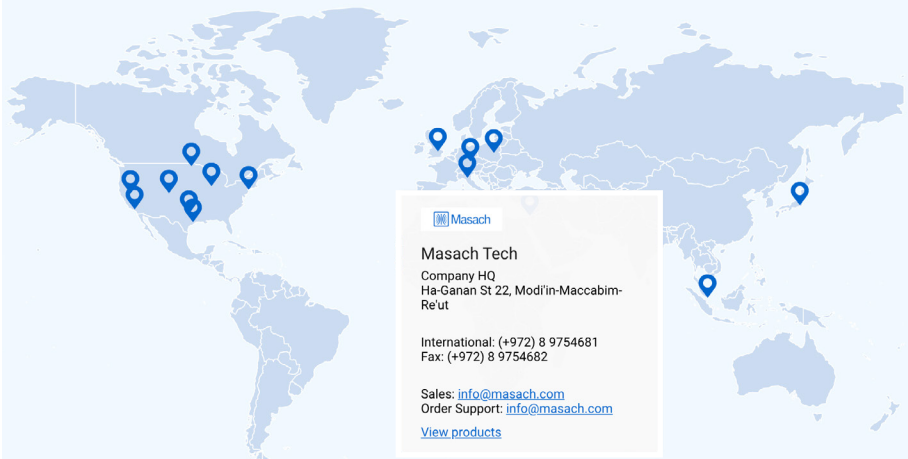 Masach
Masach Tech
Company HQ
Ha-Ganan St 22, Modi'in-Maccabim-
Re'ut
International: (+972) 8 9754681
Fax: (+972) 8 9754682
Sales: info@masach.com
Order Support: info@masach.com
View products